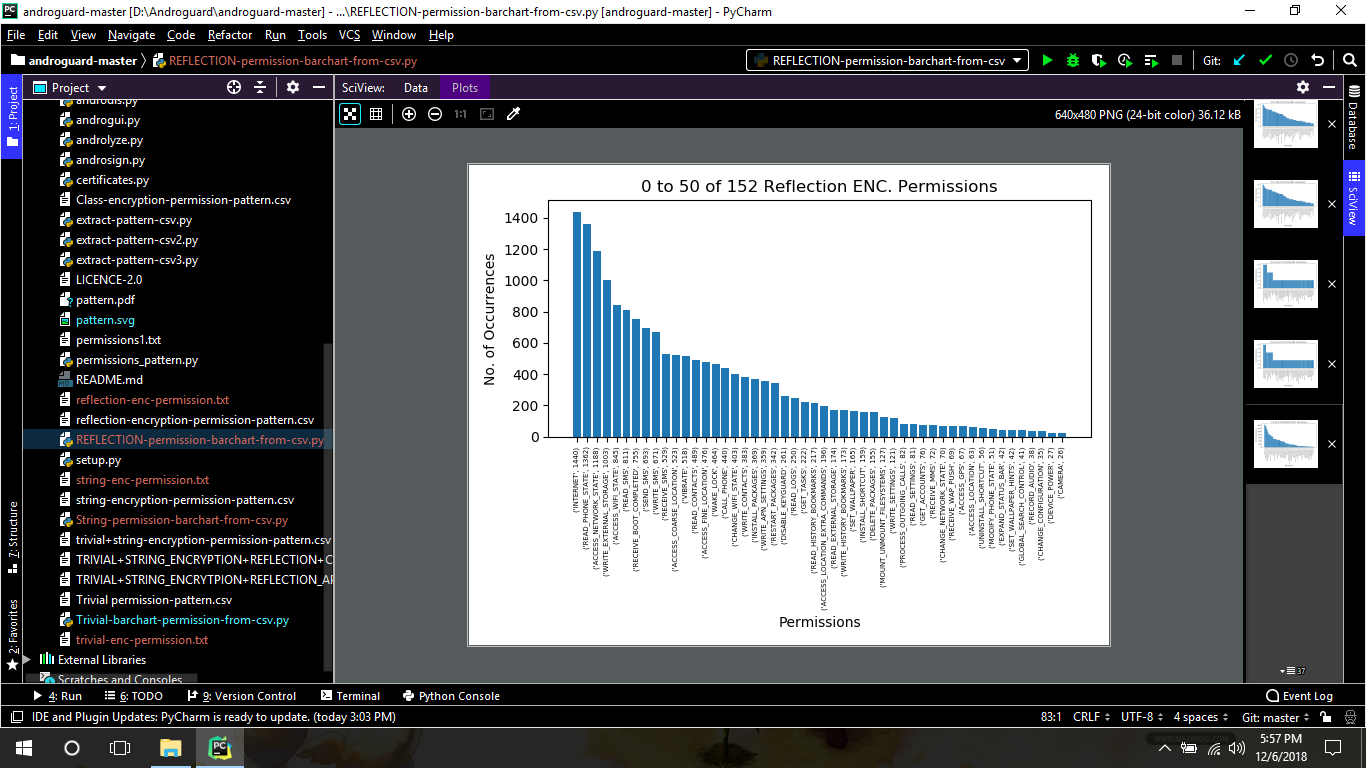 androguard-master [D:\Androguard\androguard-master] - ...\REFLECTION-permission-barchart-from-csv.py [androguard-master] - PyCharm
File Edit View Navigate Code Refactor Run Tools VCS Window Help
androguard-master REFLECTION-permission-barchart-from-csv.py
REFLECTION-permission-barchart-from-csv
Git:
1: Project
Project
androdis.py
androgui.py
androlyze.py
androsign.py
certificates.py
Class-encryption-permission-pattern.csv
extract-pattern-csv.py
extract-pattern-csv2.py
extract-pattern-csv3.py
LICENCE-2.0
pattern.pdf
pattern.svg
permissions1.txt
permissions_pattern.py
README.md
reflection-enc-permission.txt
reflection-encryption-permission-pattern.csv
REFLECTION-permission-barchart-from-csv.py
setup.py
string-enc-permission.txt
string-encryption-permission-pattern.csv
String-permission-barchart-from-csv.py
trivial+string-encryption-permission-pattern.csv
TRIVIAL+STRING_ENCRYPTION+REFLECTION+C
TRIVIAL+STRING_ENCRYTPION+REFLECTION_AF
Trivial permission-pattern.csv
Trivial-barchart-permission-from-csv.py
trivial-enc-permission.txt
External Libraries
Scratches and Consoles
7: Structure
2: Favorites
SciView: Data Plots
1:1
640x480 PNG (24-bit color) 36.12 kB
0 to 50 of 152 Reflection ENC. Permissions
No. of Occurrences
1400
1200
1000
800
600
400
200
0
('INTERNET', 1440)
('READ_PHONE_STATE', 1362)
('ACCESS_NETWORK_STATE', 1188)
('WRITE_EXTERNAL_STORAGE', 1003)
('ACCESS_WIFI_STATE', 845)
('READ_SMS', 811)
('RECEIVE_BOOT_COMPLETED', 755)
('SEND_SMS', 693)
('WRITE_SMS', 671)
('RECEIVE_SMS', 529)
('ACCESS_COARSE_LOCATION', 523)
('VIBRATE', 518)
('READ_CONTACTS', 489)
('ACCESS_FINE_LOCATION', 476)
('WAKE_LOCK', 464)
('CALL_PHONE', 440)
('CHANGE_WIFI_STATE', 403)
('WRITE_CONTACTS', 383)
('INSTALL_PACKAGES', 369)
('WRITE_APN_SETTINGS', 359)
('RESTART_PACKAGES', 342)
('DISABLE_KEYGUARD', 261)
('READ_LOGS', 250)
('GET_TASKS', 222)
('READ_HISTORY_BOOKMARKS', 217)
('ACCESS_LOCATION_EXTRA_COMMANDS', 196)
('READ_EXTERNAL_STORAGE', 174)
('WRITE_HISTORY_BOOKMARKS', 173)
('SET_WALLPAPER', 165)
('INSTALL_SHORTCUT', 159)
('DELETE_PACKAGES', 155)
('MOUNT_UNMOUNT_FILESYSTEMS', 127)
('WRITE_SETTINGS', 121)
('PROCESS_OUTGOING_CALLS', 82)
('READ_SETTINGS', 81)
('GET_ACCOUNTS', 76)
('RECEIVE_MMS', 72)
('CHANGE_NETWORK_STATE', 70)
('RECEIVE_WAP_PUSH', 69)
('ACCESS_GPS', 67)
('ACCESS_LOCATION', 63)
('UNINSTALL_SHORTCUT', 56)
('MODIFY_PHONE_STATE', 51)
('EXPAND_STATUS_BAR', 42)
('SET_WALLPAPER_HINTS', 42)
('GLOBAL_SEARCH_CONTROL', 41)
('RECORD_AUDIO', 38)
('CHANGE_CONFIGURATION', 35)
('DEVICE_POWER', 27)
('CAMERA', 26)
Permissions
37
Database
SciView
4: Run 6: TODO 9: Version Control Terminal Python Console Event Log
IDE and Plugin Updates: PyCharm is ready to update. (today 3:03 PM) 83:1 CRLF UTF-8 4 spaces Git: master
5:57 PM
12/6/2018